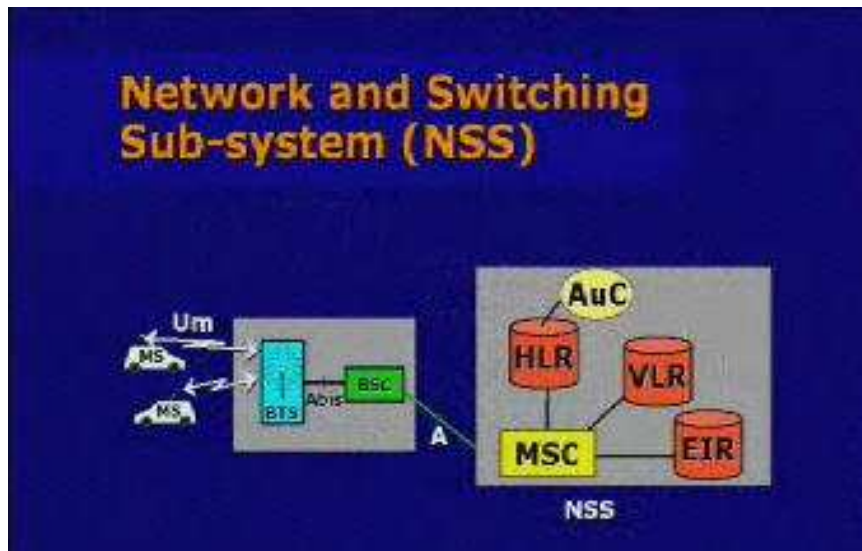 Network and Switching
Sub-system (NSS)
AuC
Um
HLR
MS
VLR
BSC
Abis
MS
BTS
A
MSC
EIR
NSS